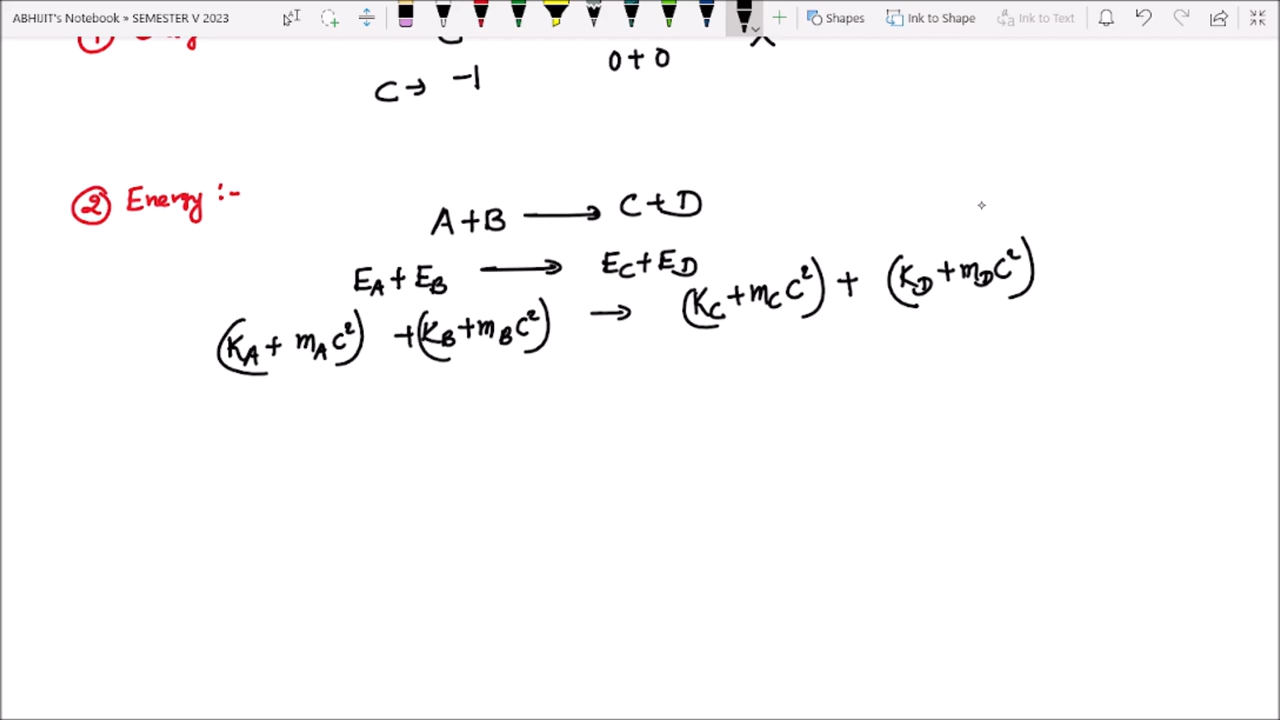 ABHIJIT's Notebook » SEMESTER V 2023
Shapes
Ink to Shape
Ink to Text
①
0 + 0
C → -1
② Energy :-
A + B ⟶ C + D
E_A + E_B ⟶ E_C + E_D
(K_A + m_A c²) + (K_B + m_B c²) → (K_C + m_C c²) + (K_D + m_D c²)